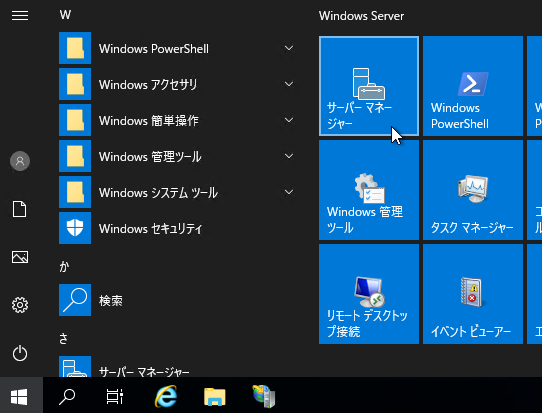 W
Windows PowerShell
Windows アクセサリ
Windows 簡単操作
Windows 管理ツール
Windows システム ツール
Windows セキュリティ
か
検索
さ
サーバー マネージャー
Windows Server
サーバー マネー
ジャー
Windows
PowerShell
Windows 管理
ツール
タスク マネージャー
リモート デスクトッ
プ接続
イベント ビューアー